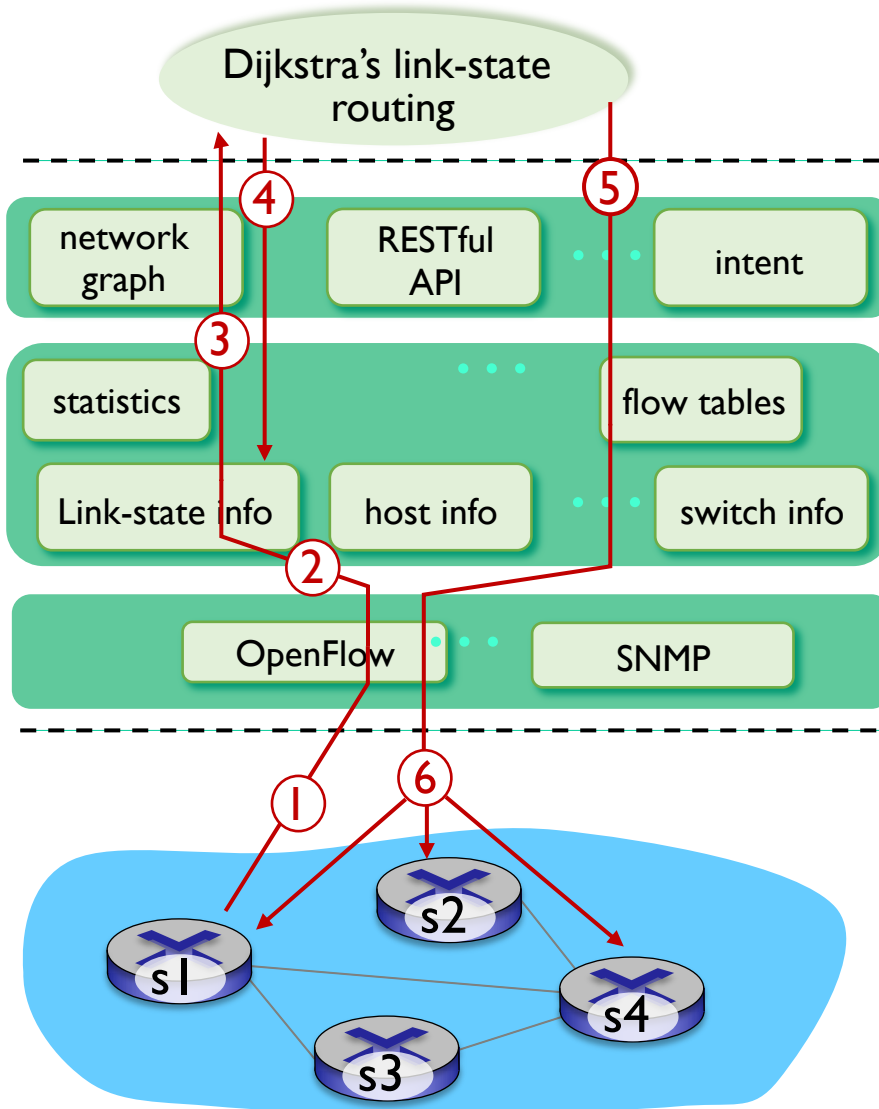 Dijkstra's link-state
routing
4
5
network
graph
RESTful
API
intent
3
statistics
flow tables
Link-state info
host info
switch info
2
OpenFlow
SNMP
6
1
s2
s1
s4
s3